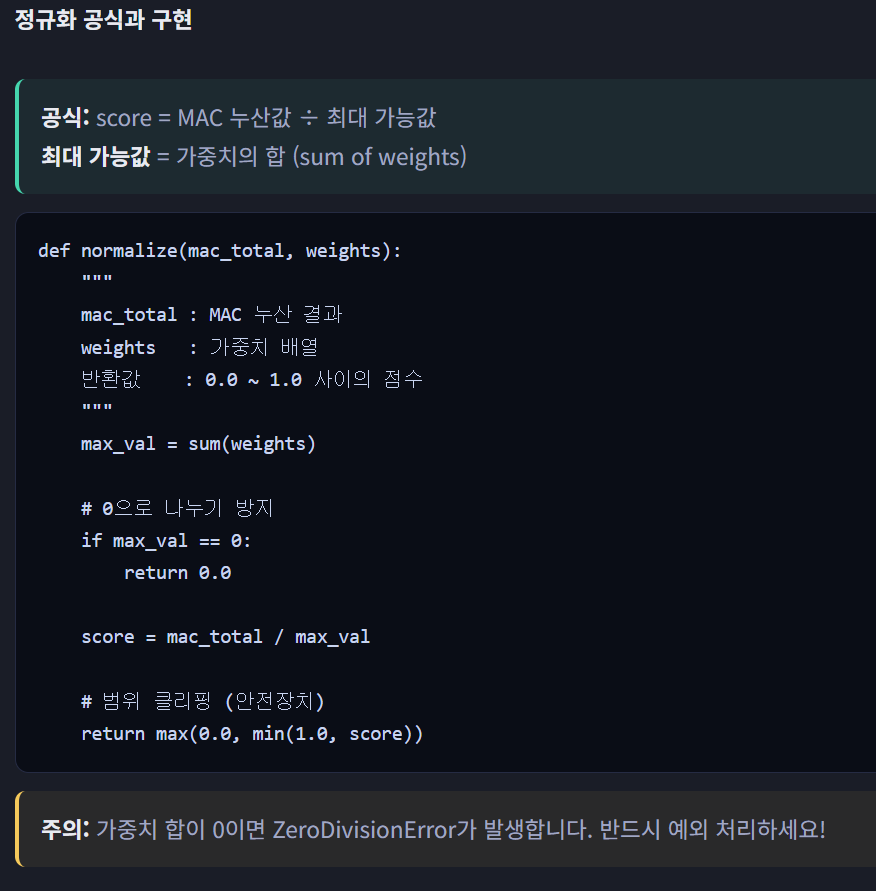 정규화 공식과 구현
공식: score = MAC 누산값 ÷ 최대 가능값
최대 가능값 = 가중치의 합 (sum of weights)
def normalize(mac_total, weights):
    """
    mac_total : MAC 누산 결과
    weights   : 가중치 배열
    반환값    : 0.0 ~ 1.0 사이의 점수
    """
    max_val = sum(weights)

    # 0으로 나누기 방지
    if max_val == 0:
        return 0.0

    score = mac_total / max_val

    # 범위 클리핑 (안전장치)
    return max(0.0, min(1.0, score))
주의: 가중치 합이 0이면 ZeroDivisionError가 발생합니다. 반드시 예외 처리하세요!